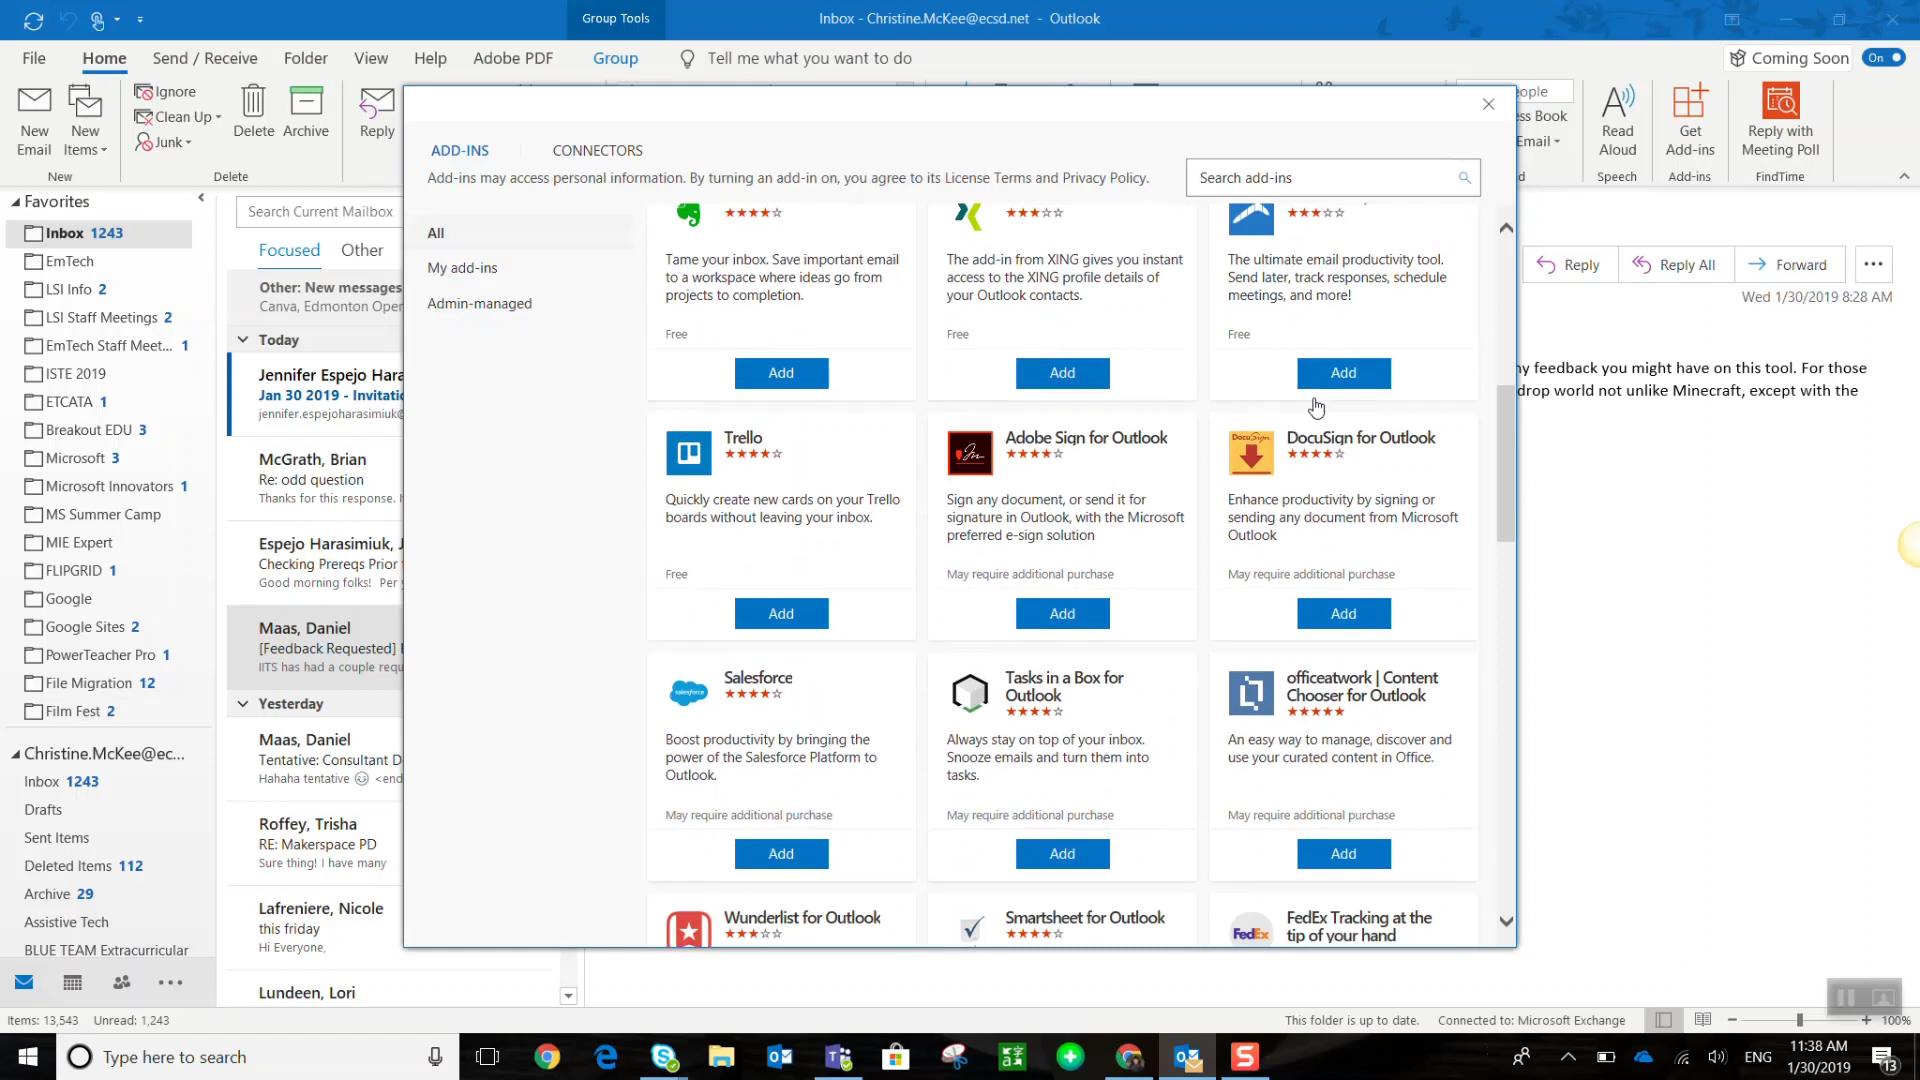 Group Tools
Inbox - Christine.McKee@ecsd.net - Outlook
File
Home
Send / Receive
Folder
View
Help
Adobe PDF
Group
Tell me what you want to do
Coming Soon
On
New Email
New Items
Ignore
Clean Up
Junk
Delete
Archive
Reply
New
Delete
ess Book
Email
Read Aloud
Get Add-ins
Reply with Meeting Poll
Speech
Add-ins
FindTime
Favorites
Inbox 1243
EmTech
LSI Info 2
LSI Staff Meetings 2
EmTech Staff Meet... 1
ISTE 2019
ETCATA 1
Breakout EDU 3
Microsoft 3
Microsoft Innovators 1
MS Summer Camp
MIE Expert
FLIPGRID 1
Google
Google Sites 2
PowerTeacher Pro 1
File Migration 12
Film Fest 2
Christine.McKee@ec...
Inbox 1243
Drafts
Sent Items
Deleted Items 112
Archive 29
Assistive Tech
BLUE TEAM Extracurricular
Search Current Mailbox
Focused
Other
Other: New messages
Canva, Edmonton Oper
Today
Jennifer Espejo Hara
Jan 30 2019 - Invitati
jennifer.espejoharasimiuk@
McGrath, Brian
Re: odd question
Thanks for this response.
Espejo Harasimiuk, J
Checking Prereqs Prior t
Good morning folks! Per y
Maas, Daniel
[Feedback Requested]
IITS has had a couple requ
Yesterday
Maas, Daniel
Tentative: Consultant D
Hahaha tentative <end
Roffey, Trisha
RE: Makerspace PD
Sure thing! I have many
Lafreniere, Nicole
this friday
Hi Everyone,
Lundeen, Lori
ADD-INS
CONNECTORS
Add-ins may access personal information. By turning an add-in on, you agree to its License Terms and Privacy Policy.
Search add-ins
All
My add-ins
Admin-managed
Tame your inbox. Save important email
to a workspace where ideas go from
projects to completion.
Free
Add
The add-in from XING gives you instant
access to the XING profile details of
your Outlook contacts.
Free
Add
The ultimate email productivity tool.
Send later, track responses, schedule
meetings, and more!
Free
Add
Trello
Quickly create new cards on your Trello
boards without leaving your inbox.
Free
Add
Adobe Sign for Outlook
Sign any document, or send it for
signature in Outlook, with the Microsoft
preferred e-sign solution
May require additional purchase
Add
DocuSign
DocuSign for Outlook
Enhance productivity by signing or
sending any document from Microsoft
Outlook
May require additional purchase
Add
salesforce
Salesforce
Boost productivity by bringing the
power of the Salesforce Platform to
Outlook.
May require additional purchase
Add
Tasks in a Box for
Outlook
Always stay on top of your inbox.
Snooze emails and turn them into
tasks.
May require additional purchase
Add
officeatwork | Content
Chooser for Outlook
An easy way to manage, discover and
use your curated content in Office.
May require additional purchase
Add
Wunderlist for Outlook
Smartsheet for Outlook
FedEx
FedEx Tracking at the
tip of your hand
Reply
Reply All
Forward
Wed 1/30/2019 8:28 AM
y feedback you might have on this tool. For those
drop world not unlike Minecraft, except with the
Items: 13,543
Unread: 1,243
This folder is up to date.
Connected to: Microsoft Exchange
100%
Type here to search
ENG
11:38 AM
1/30/2019
13